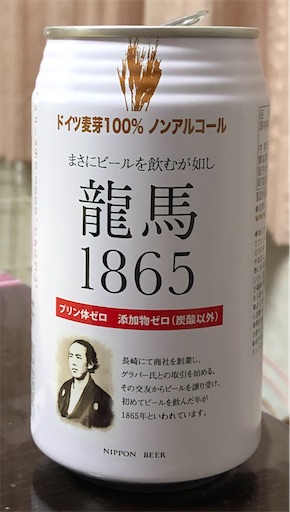 ドイツ麦芽100% ノンアルコール
まさにビールを飲むが如し
龍馬
1865
プリン体ゼロ 添加物ゼロ(炭酸以外)
長崎にて商社を創業し、
グラバー氏との取引を始める。
その交友からビールを譲り受け、
初めてビールを飲んだ年が
1865年といわれています。
NIPPON BEER